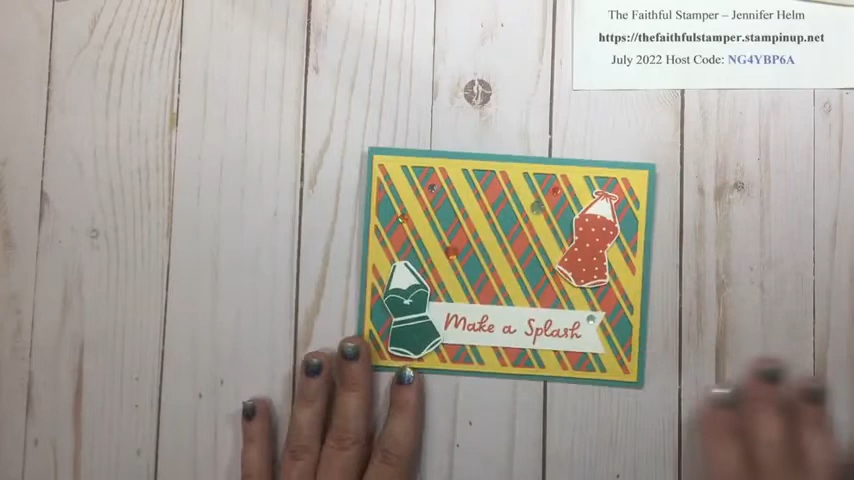 The Faithful Stamper – Jennifer Helm
https://thefaithfulstamper.stampinup.net
July 2022 Host Code: NG4YBP6A
Make a Splash